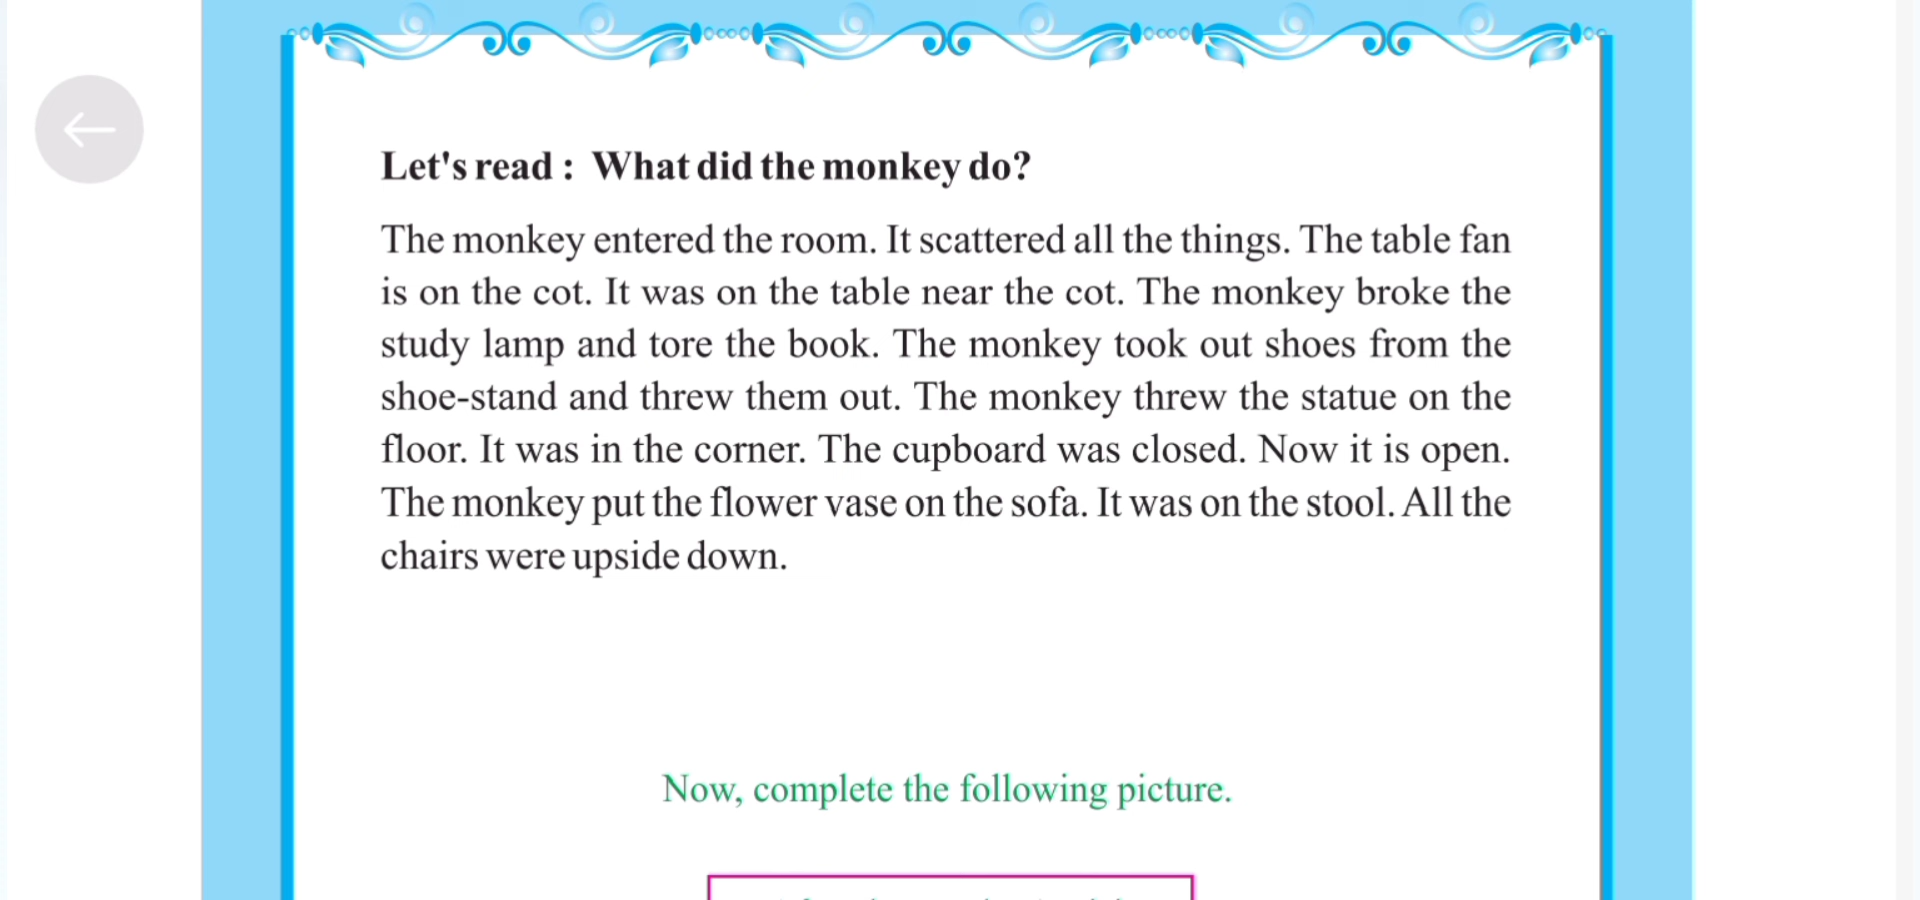 Let's read : What did the monkey do?
The monkey entered the room. It scattered all the things. The table fan
is on the cot. It was on the table near the cot. The monkey broke the
study lamp and tore the book. The monkey took out shoes from the
shoe-stand and threw them out. The monkey threw the statue on the
floor. It was in the corner. The cupboard was closed. Now it is open.
The monkey put the flower vase on the sofa. It was on the stool. All the
chairs were upside down.
Now, complete the following picture.